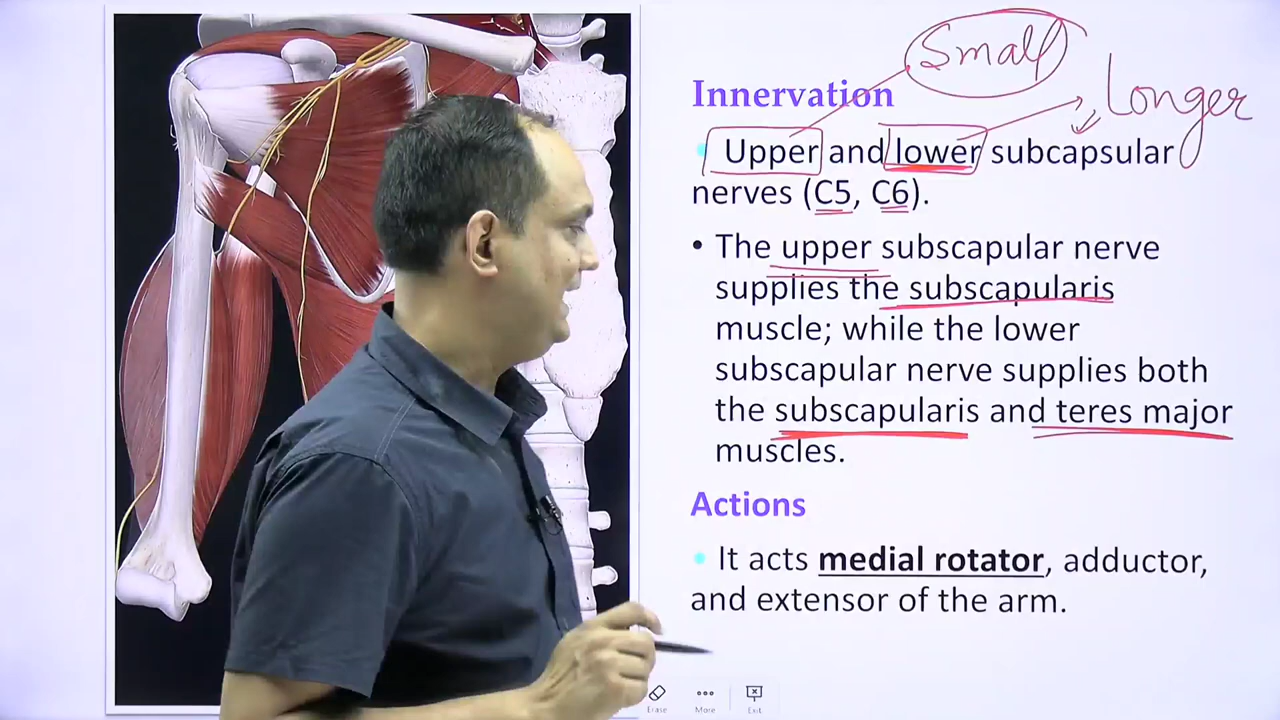 Small
Longer
Innervation
• Upper and lower subcapsular
nerves (C5, C6).
• The upper subscapular nerve
supplies the subscapularis
muscle; while the lower
subscapular nerve supplies both
the subscapularis and teres major
muscles.
Actions
• It acts medial rotator, adductor,
and extensor of the arm.
Erase More Exit